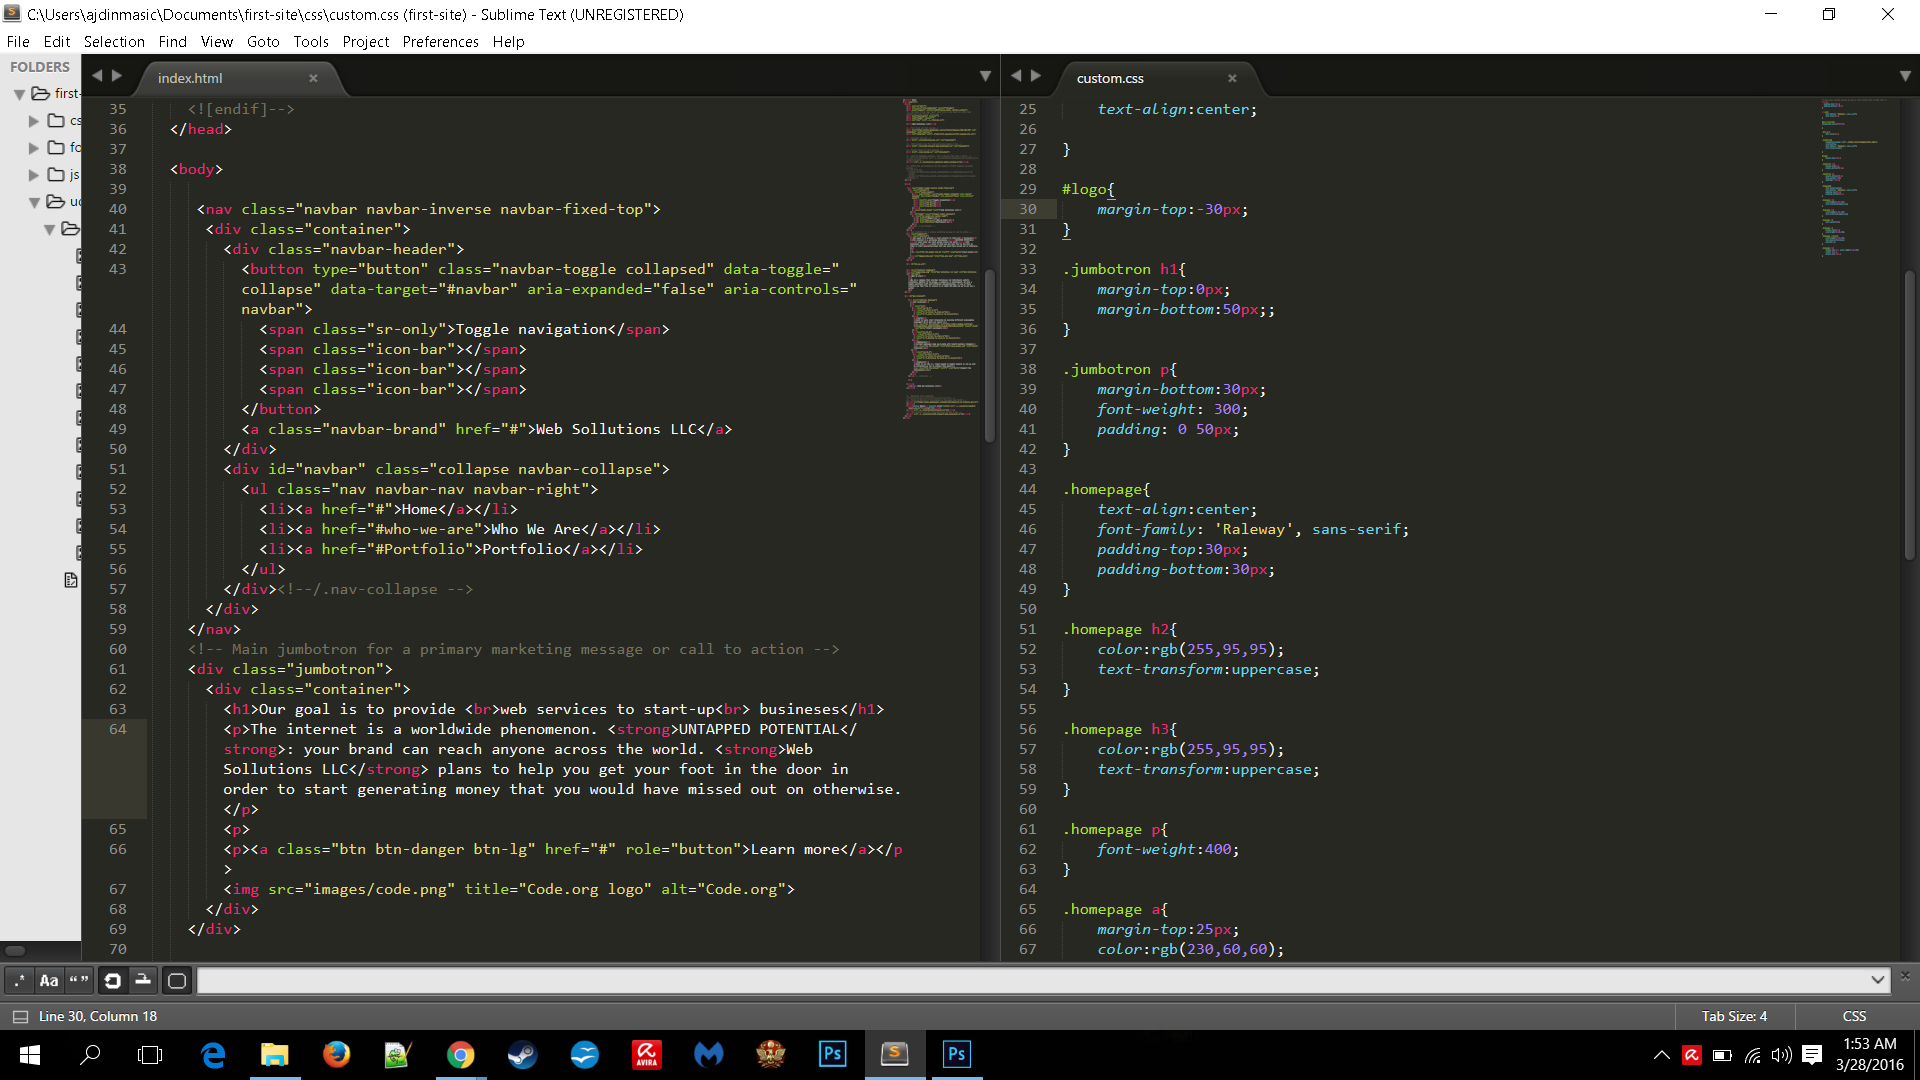 C:\Users\ajdinmasic\Documents\first-site\css\custom.css (first-site) - Sublime Text (UNREGISTERED)
File Edit Selection Find View Goto Tools Project Preferences Help
FOLDERS
first-
cs
fo
js
index.html
35 <![endif]-->
36 </head>
37
38 <body>
39
40 <nav class="navbar navbar-inverse navbar-fixed-top">
41 <div class="container">
42 <div class="navbar-header">
43 <button type="button" class="navbar-toggle collapsed" data-toggle="
collapse" data-target="#navbar" aria-expanded="false" aria-controls="
navbar">
44 <span class="sr-only">Toggle navigation</span>
45 <span class="icon-bar"></span>
46 <span class="icon-bar"></span>
47 <span class="icon-bar"></span>
48 </button>
49 <a class="navbar-brand" href="#">Web Sollutions LLC</a>
50 </div>
51 <div id="navbar" class="collapse navbar-collapse">
52 <ul class="nav navbar-nav navbar-right">
53 <li><a href="#">Home</a></li>
54 <li><a href="#who-we-are">Who We Are</a></li>
55 <li><a href="#Portfolio">Portfolio</a></li>
56 </ul>
57 </div><!--/.nav-collapse -->
58 </div>
59 </nav>
60 <!-- Main jumbotron for a primary marketing message or call to action -->
61 <div class="jumbotron">
62 <div class="container">
63 <h1>Our goal is to provide <br>web services to start-up<br> busineses</h1>
64 <p>The internet is a worldwide phenomenon. <strong>UNTAPPED POTENTIAL</
strong>: your brand can reach anyone across the world. <strong>Web
Sollutions LLC</strong> plans to help you get your foot in the door in
order to start generating money that you would have missed out on otherwise.
</p>
65 <p>
66 <p><a class="btn btn-danger btn-lg" href="#" role="button">Learn more</a></p
>
67 <img src="images/code.png" title="Code.org logo" alt="Code.org">
68 </div>
69 </div>
70
custom.css
25 text-align:center;
26
27 }
28
29 #logo{
30 margin-top:-30px;
31 }
32
33 .jumbotron h1{
34 margin-top:0px;
35 margin-bottom:50px;;
36 }
37
38 .jumbotron p{
39 margin-bottom:30px;
40 font-weight: 300;
41 padding: 0 50px;
42 }
43
44 .homepage{
45 text-align:center;
46 font-family: 'Raleway', sans-serif;
47 padding-top:30px;
48 padding-bottom:30px;
49 }
50
51 .homepage h2{
52 color:rgb(255,95,95);
53 text-transform:uppercase;
54 }
55
56 .homepage h3{
57 color:rgb(255,95,95);
58 text-transform:uppercase;
59 }
60
61 .homepage p{
62 font-weight:400;
63 }
64
65 .homepage a{
66 margin-top:25px;
67 color:rgb(230,60,60);
.* Aa “”
Line 30, Column 18
Tab Size: 4
CSS
AVIRA
Ps
Ps
1:53 AM
3/28/2016